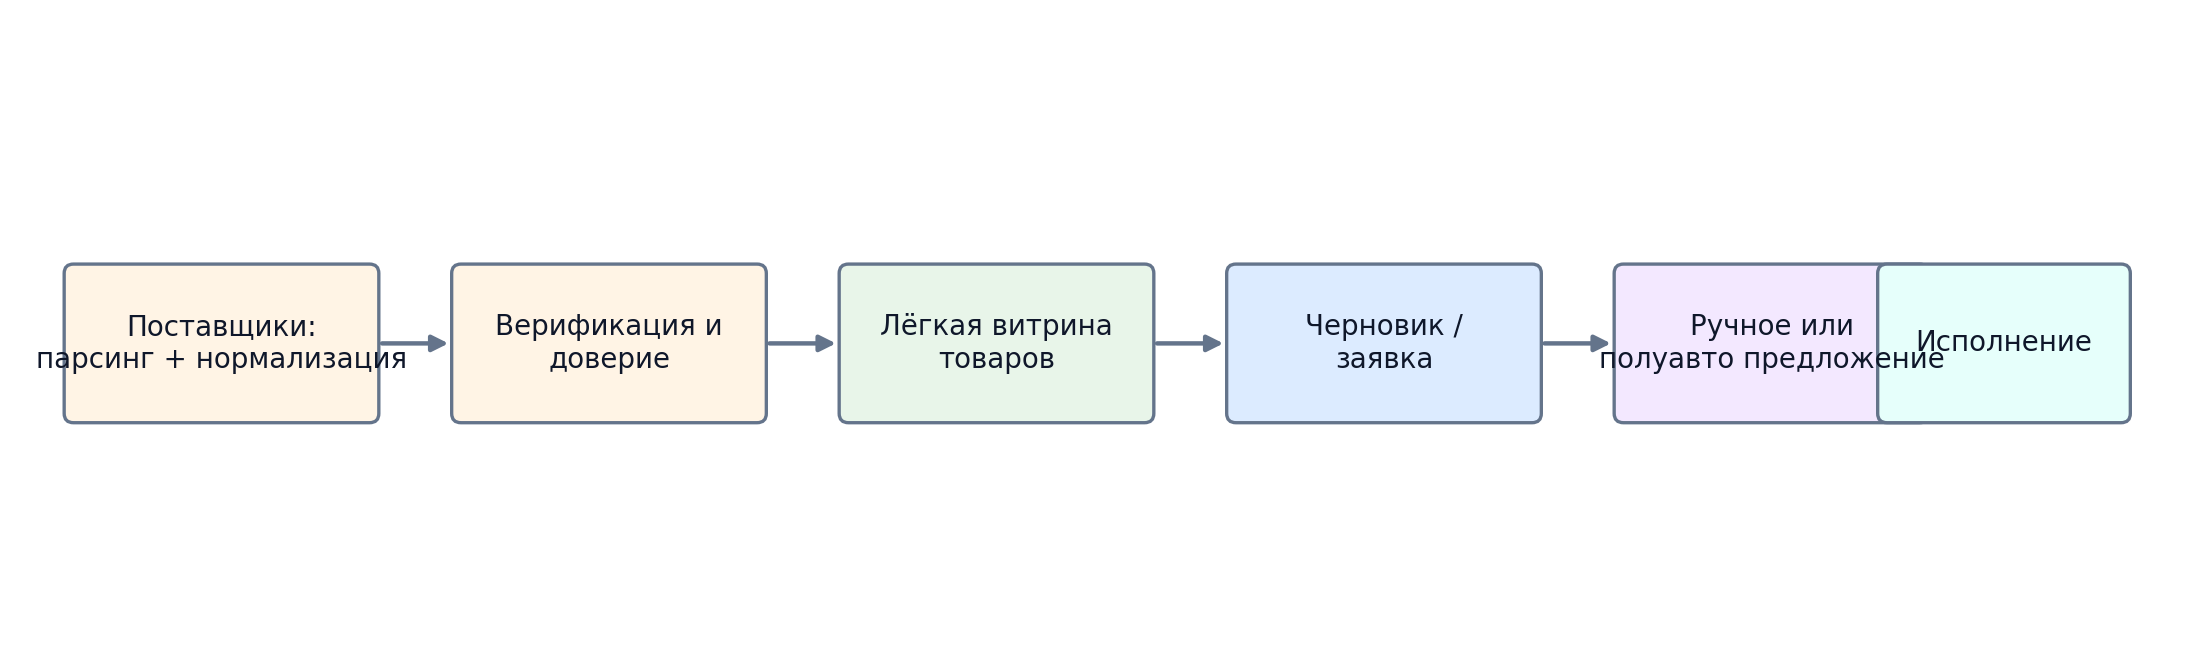 Поставщики:
парсинг + нормализация
Верификация и
доверие
Лёгкая витрина
товаров
Черновик /
заявка
Ручное или
полуавто предложение
Исполнение